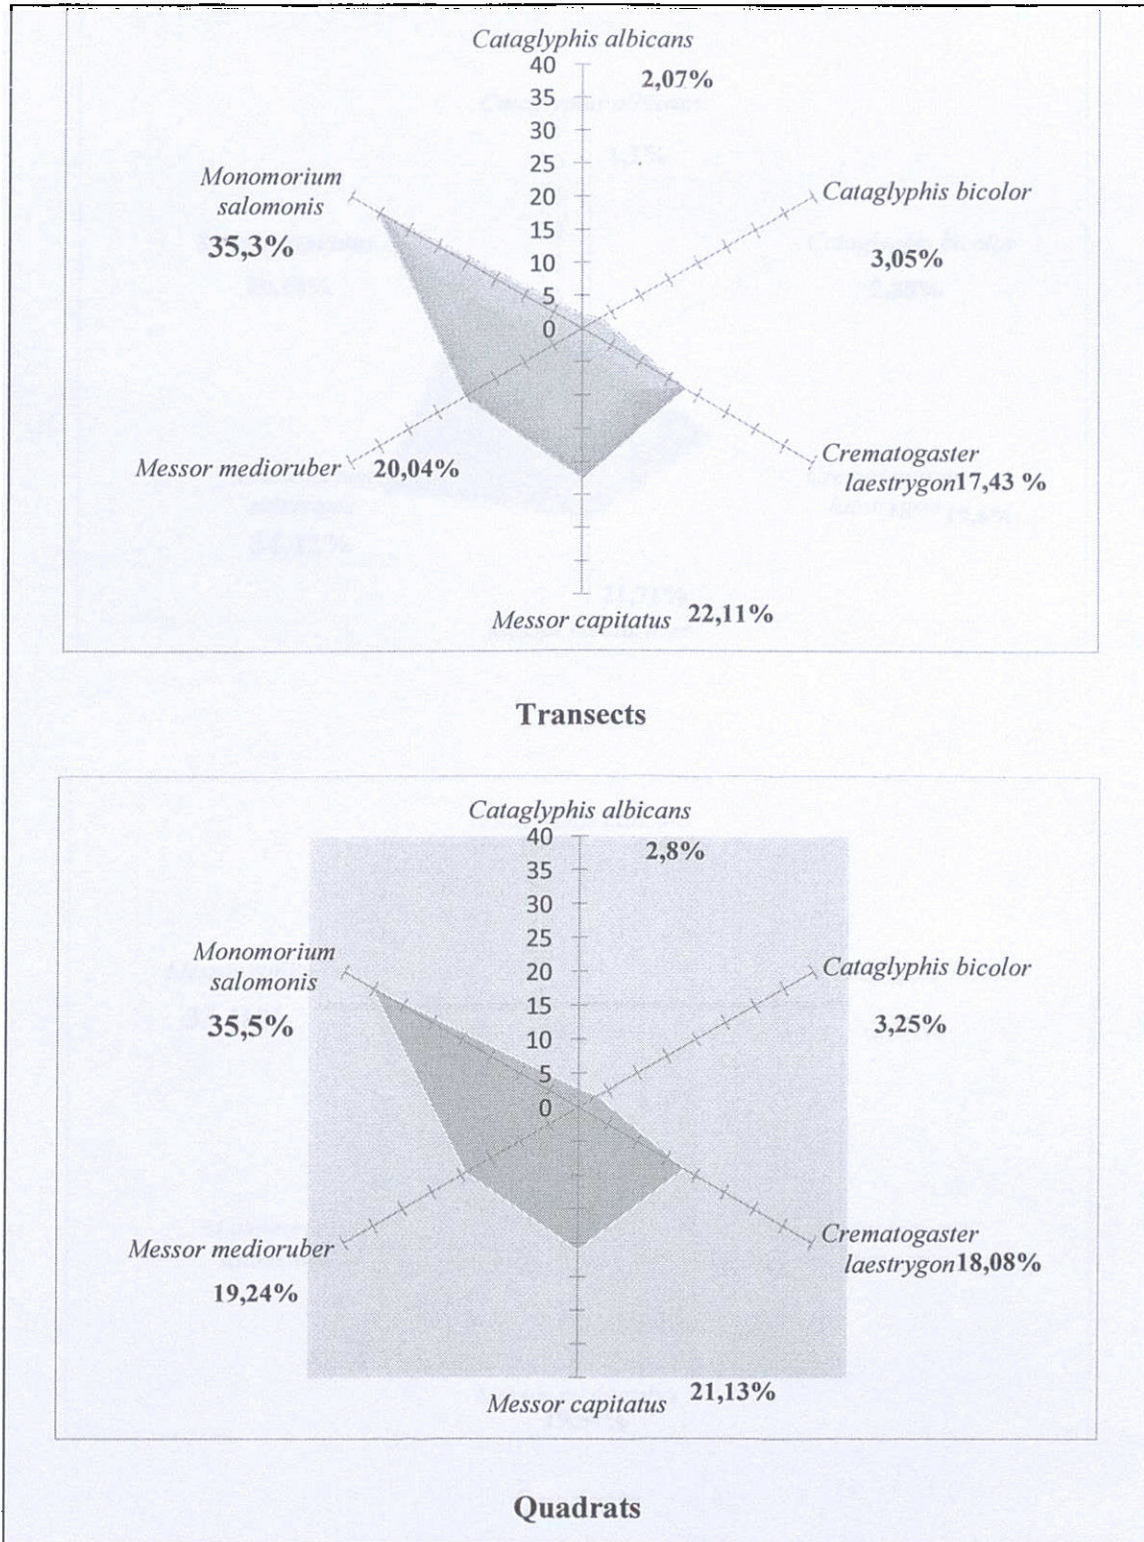 Cataglyphis albicans
40
2,07%
35
30
25
20
15
10
5
0
Monomorium
salomonis
35,3%
Cataglyphis bicolor
3,05%
Messor medioruber
20,04%
Crematogaster
laestrygon17,43 %
Messor capitatus 22,11%
Transects
Cataglyphis albicans
40
2,8%
35
30
25
20
15
10
5
0
Monomorium
salomonis
35,5%
Cataglyphis bicolor
3,25%
Messor medioruber
19,24%
Crematogaster
laestrygon18,08%
Messor capitatus 21,13%
Quadrats